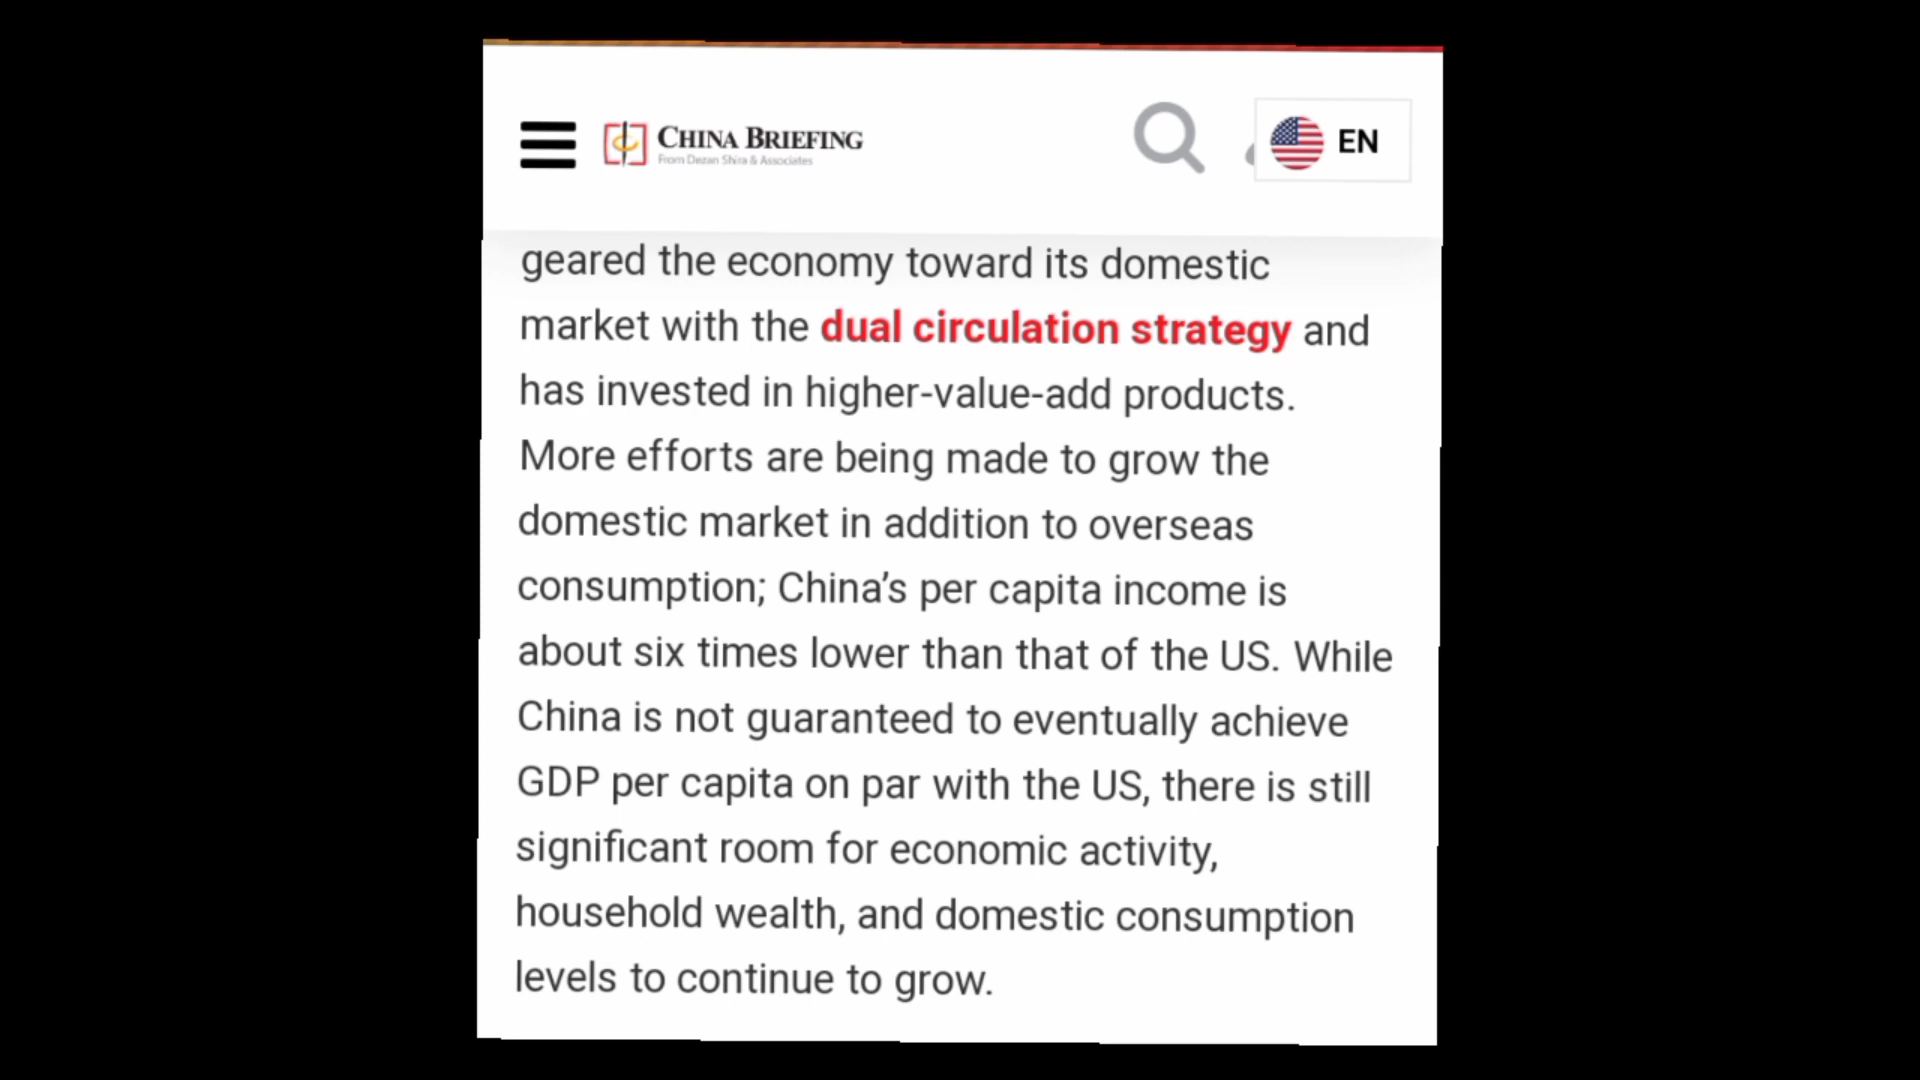 CHINA BRIEFING
From Dezan Shira & Associates
EN
geared the economy toward its domestic
market with the dual circulation strategy and
has invested in higher-value-add products.
More efforts are being made to grow the
domestic market in addition to overseas
consumption; China’s per capita income is
about six times lower than that of the US. While
China is not guaranteed to eventually achieve
GDP per capita on par with the US, there is still
significant room for economic activity,
household wealth, and domestic consumption
levels to continue to grow.